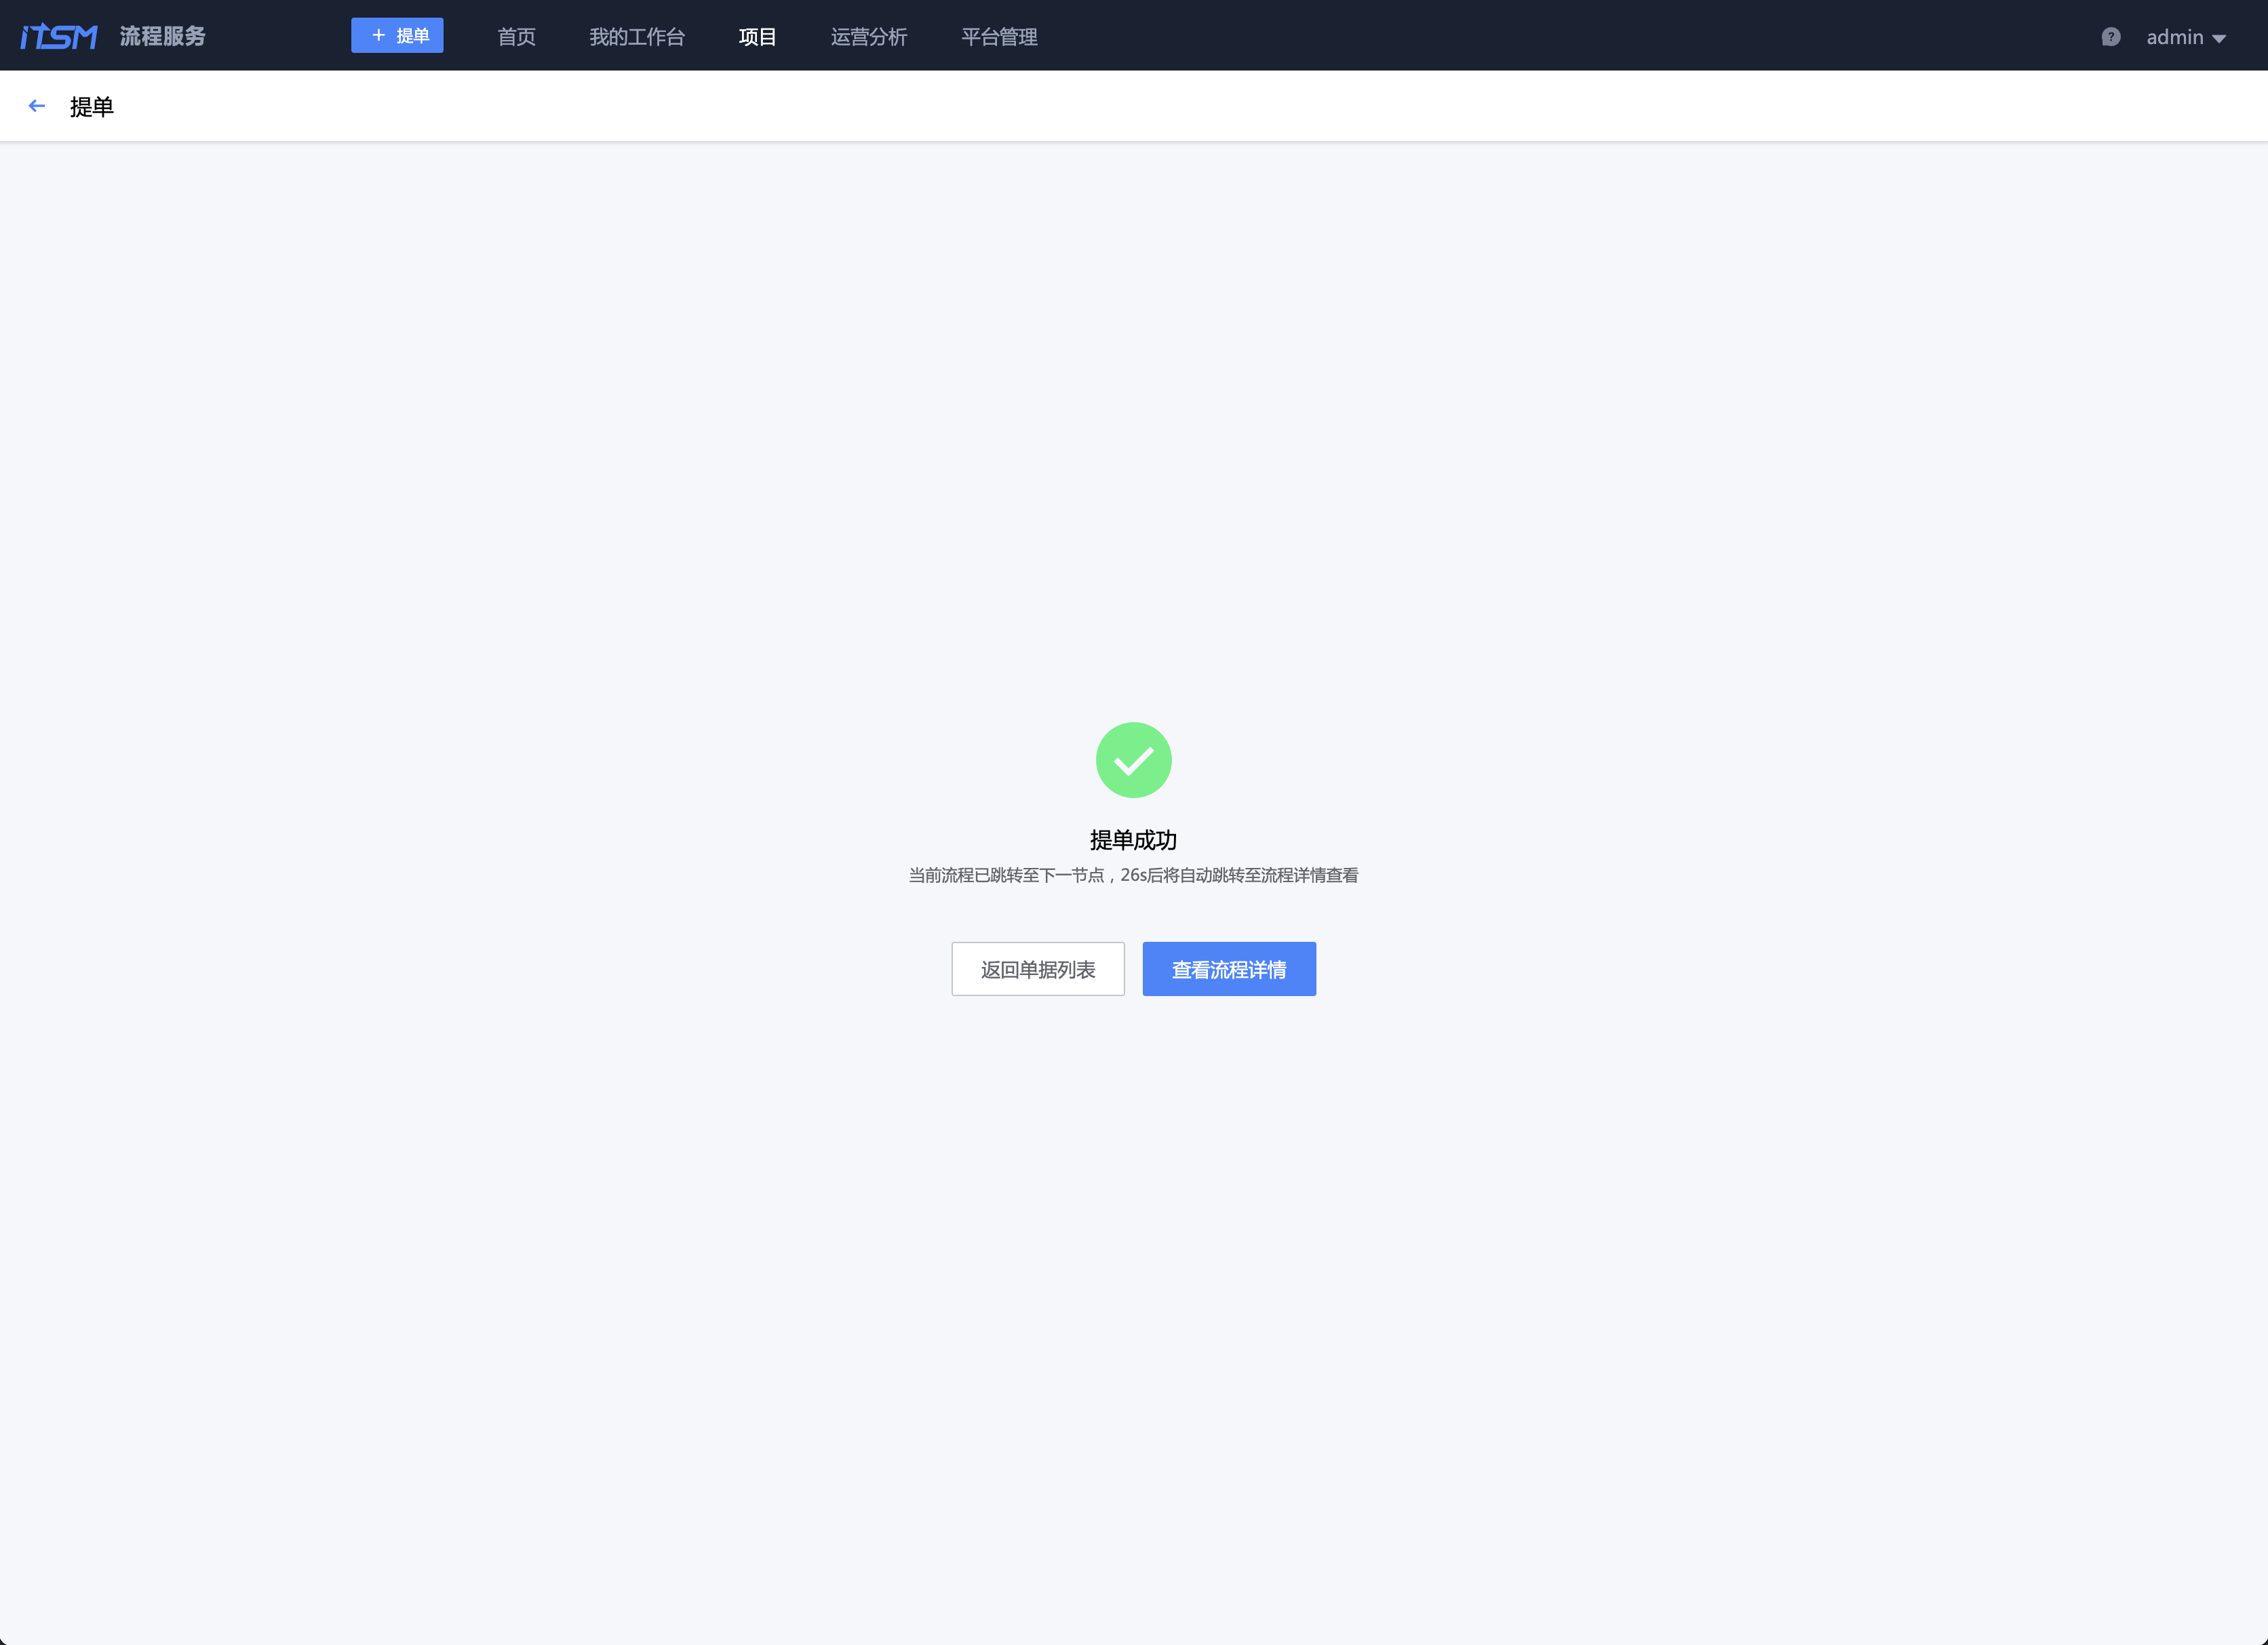 iTSM 流程服务 + 提单 首页 我的工作台 项目 运营分析 平台管理 ? admin
← 提单
提单成功
当前流程已跳转至下一节点，26s后将自动跳转至流程详情查看
返回单据列表 查看流程详情